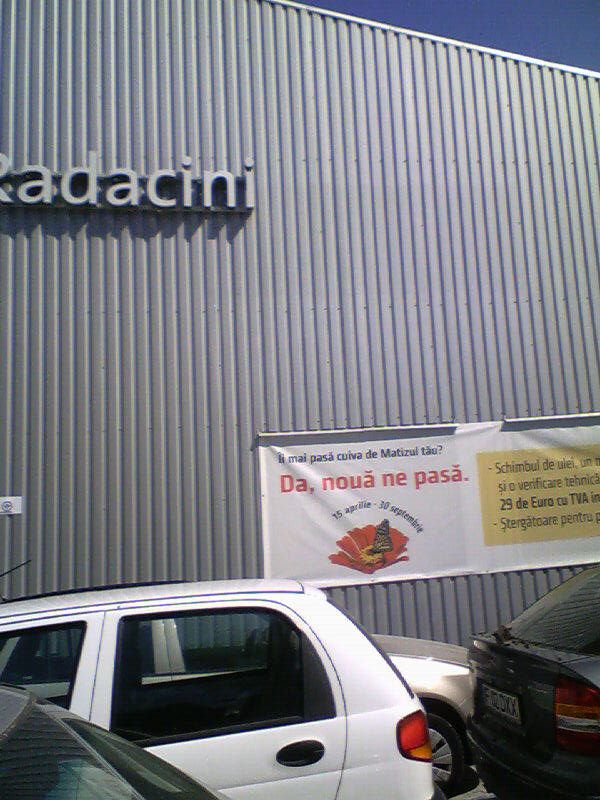 Radacini
Îi mai pasă cuiva de Matizul tău?
Da, nouă ne pasă.
15 aprilie - 30 septembrie
- Schimbul de ulei, un
și o verificare tehnică
29 de Euro cu TVA in
- Ștergătoare pentru p